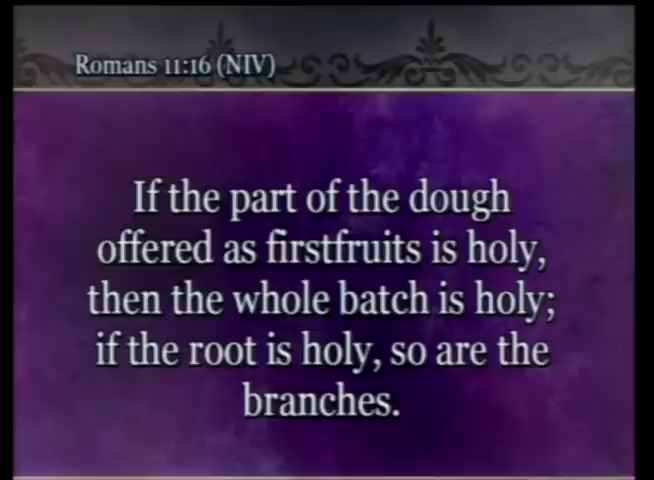 Romans 11:16 (NIV)
If the part of the dough
offered as firstfruits is holy,
then the whole batch is holy;
if the root is holy, so are the
branches.